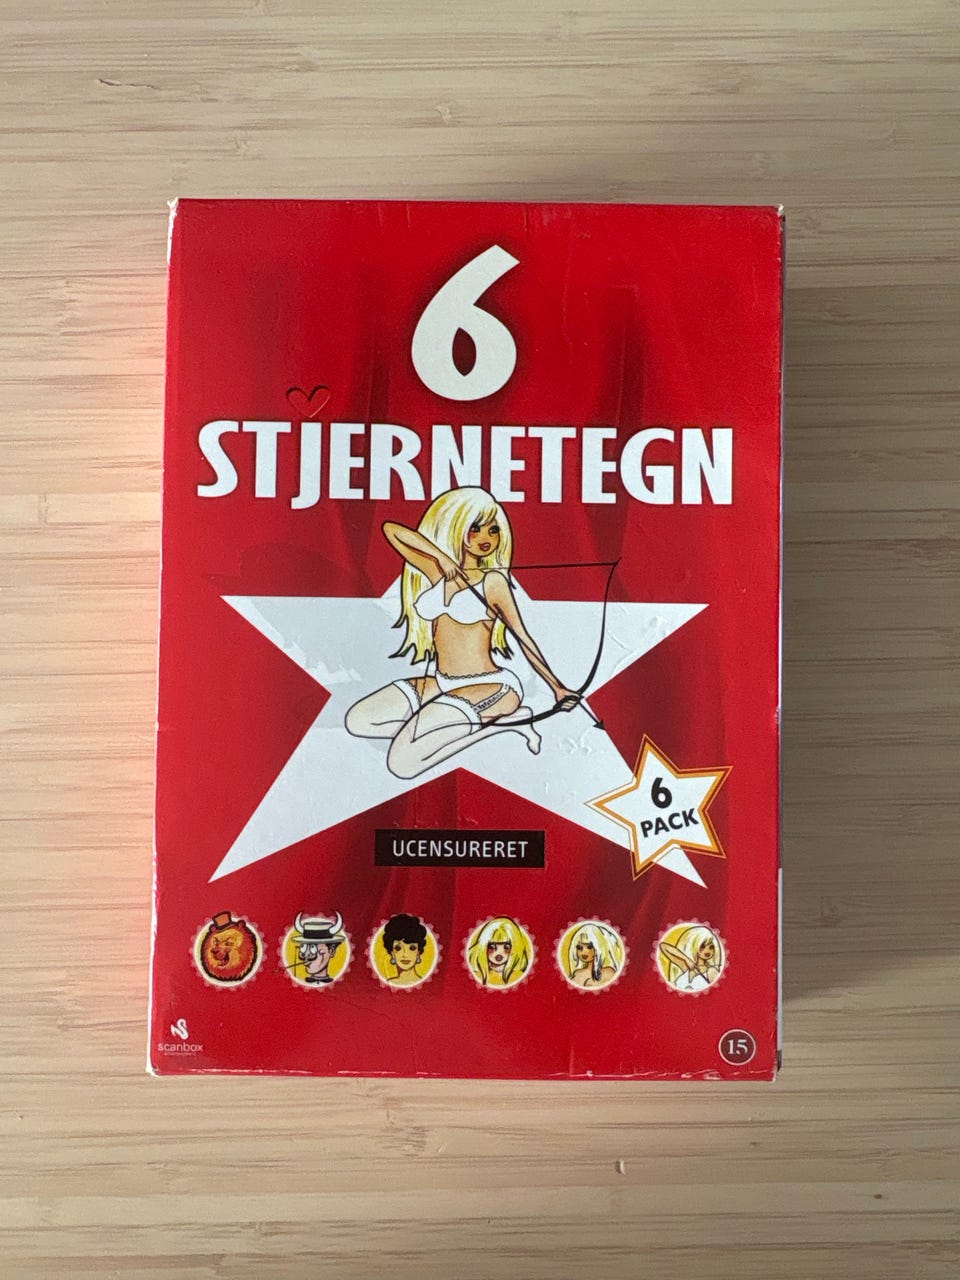 6
STJERNETEGN
6
PACK
UCENSURERET
scanbox
15